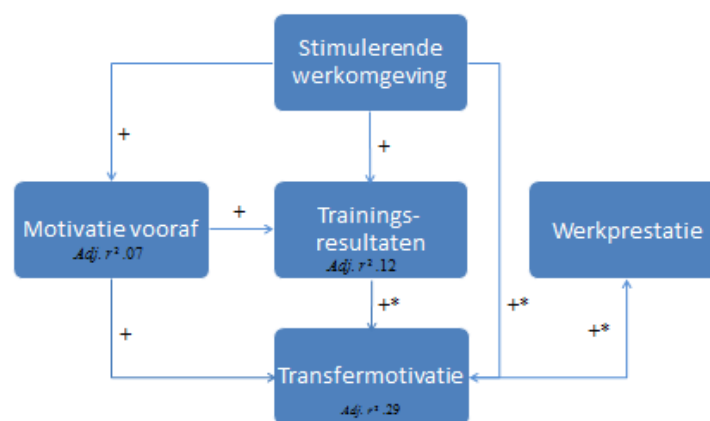 Stimulerende
werkomgeving
+
+
Motivatie vooraf
Adj. r² .07
+
Trainings-
resultaten
Adj. r² .12
Werkprestatie
+
+*
+*
+*
Transfermotivatie
Adj. r² .29